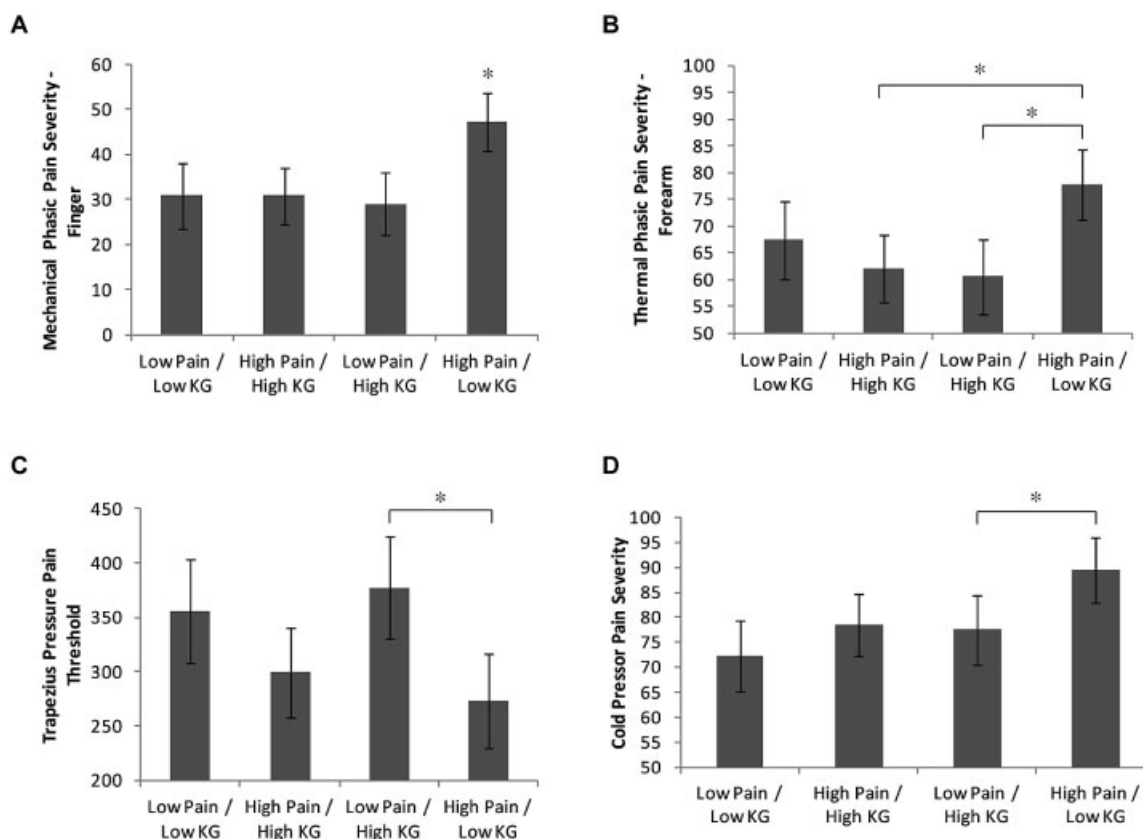 A
Mechanical Phasic Pain Severity -
Finger
60
50
40
30
20
10
0
*
Low Pain / High Pain / Low Pain / High Pain /
Low KG High KG High KG Low KG
B
Thermal Phasic Pain Severity -
Forearm
100
95
90
85
80
75
70
65
60
55
50
*
*
Low Pain / High Pain / Low Pain / High Pain /
Low KG High KG High KG Low KG
C
Trapezius Pressure Pain
Threshold
450
400
350
300
250
200
*
Low Pain / High Pain / Low Pain / High Pain /
Low KG High KG High KG Low KG
D
Cold Pressor Pain Severity
100
95
90
85
80
75
70
65
60
55
50
*
Low Pain / High Pain / Low Pain / High Pain /
Low KG High KG High KG Low KG